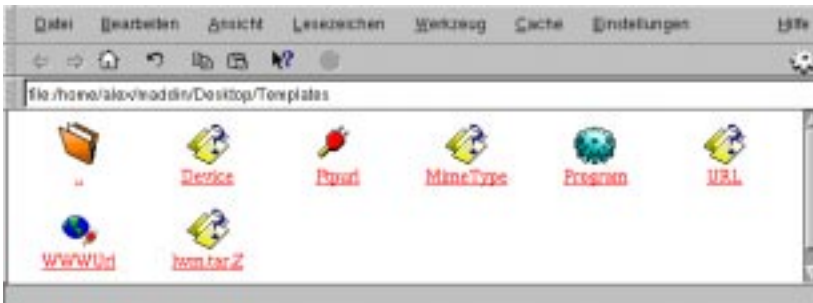 Datei Bearbeiten Ansicht Lesezeichen Werkzeug Cache Einstellungen Hilfe
file:/home/alex/maddin/Desktop/Templates
.. Device Ftpurl MimeType Program URL
WWWUrl lwm.tar.Z